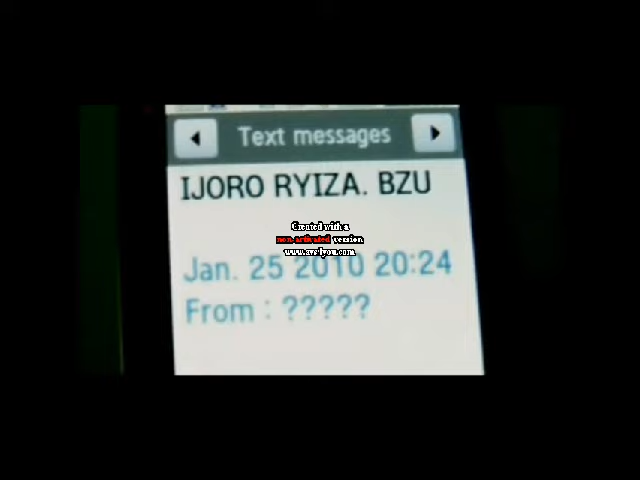 Text messages
IJORO RYIZA. BZU
Created with a
non-activated version
www.avs4you.com
Jan. 25 2010 20:24
From : ?????